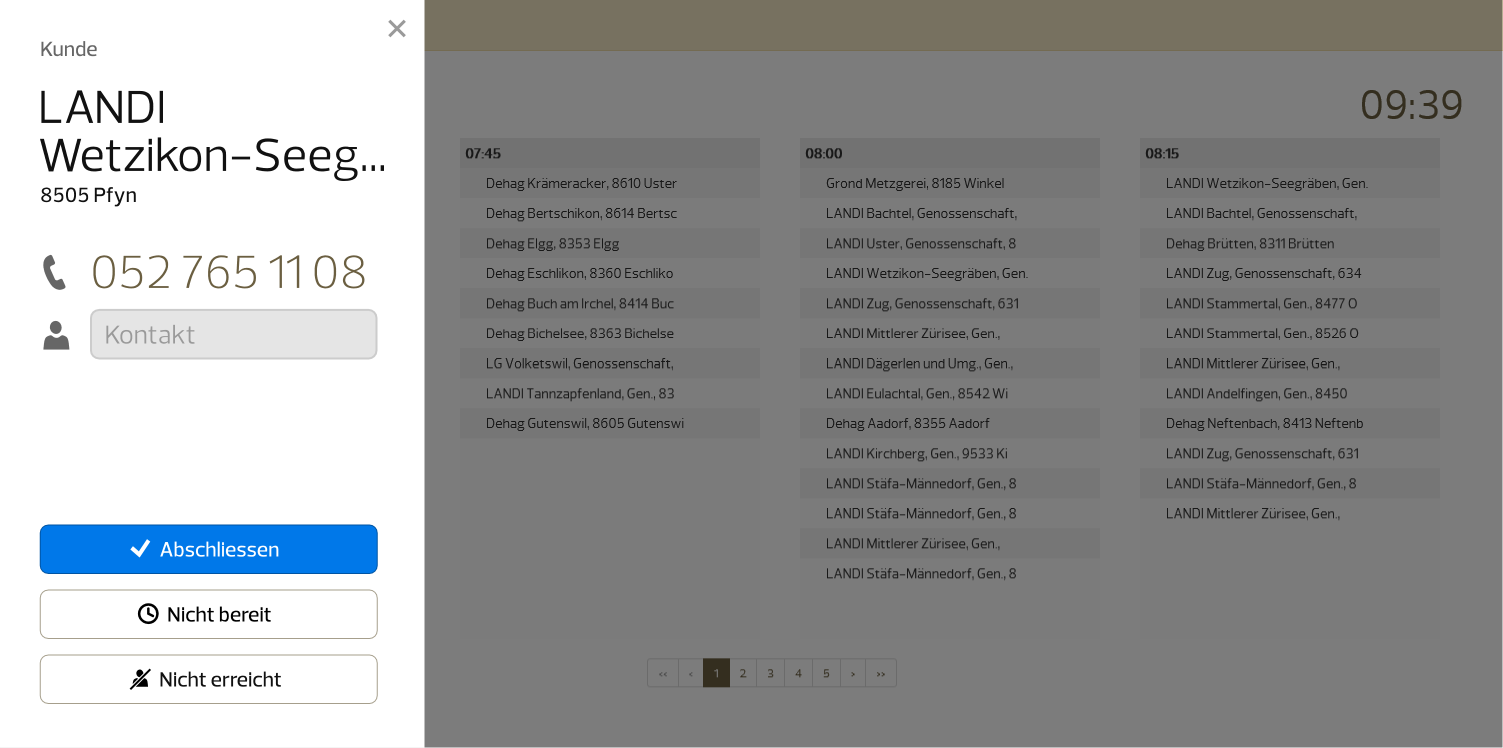 Kunde
LANDI
Wetzikon-Seeg...
8505 Pfyn
052 765 11 08
Kontakt
Abschliessen
Nicht bereit
Nicht erreicht
09:39
07:45
Dehag Krämeracker, 8610 Uster
Dehag Bertschikon, 8614 Bertsc
Dehag Elgg, 8353 Elgg
Dehag Eschlikon, 8360 Eschliko
Dehag Buch am Irchel, 8414 Buc
Dehag Bichelsee, 8363 Bichelse
LG Volketswil, Genossenschaft,
LANDI Tannzapfenland, Gen., 83
Dehag Gutenswil, 8605 Gutenswi
08:00
Grond Metzgerei, 8185 Winkel
LANDI Bachtel, Genossenschaft,
LANDI Uster, Genossenschaft, 8
LANDI Wetzikon-Seegräben, Gen.
LANDI Zug, Genossenschaft, 631
LANDI Mittlerer Zürisee, Gen.,
LANDI Dägerlen und Umg., Gen.,
LANDI Eulachtal, Gen., 8542 Wi
Dehag Aadorf, 8355 Aadorf
LANDI Kirchberg, Gen., 9533 Ki
LANDI Stäfa-Männedorf, Gen., 8
LANDI Stäfa-Männedorf, Gen., 8
LANDI Mittlerer Zürisee, Gen.,
LANDI Stäfa-Männedorf, Gen., 8
08:15
LANDI Wetzikon-Seegräben, Gen.
LANDI Bachtel, Genossenschaft,
Dehag Brütten, 8311 Brütten
LANDI Zug, Genossenschaft, 634
LANDI Stammertal, Gen., 8477 O
LANDI Stammertal, Gen., 8526 O
LANDI Mittlerer Zürisee, Gen.,
LANDI Andelfingen, Gen., 8450
Dehag Neftenbach, 8413 Neftenb
LANDI Zug, Genossenschaft, 631
LANDI Stäfa-Männedorf, Gen., 8
LANDI Mittlerer Zürisee, Gen.,
‹‹ ‹ 1 2 3 4 5 › ››